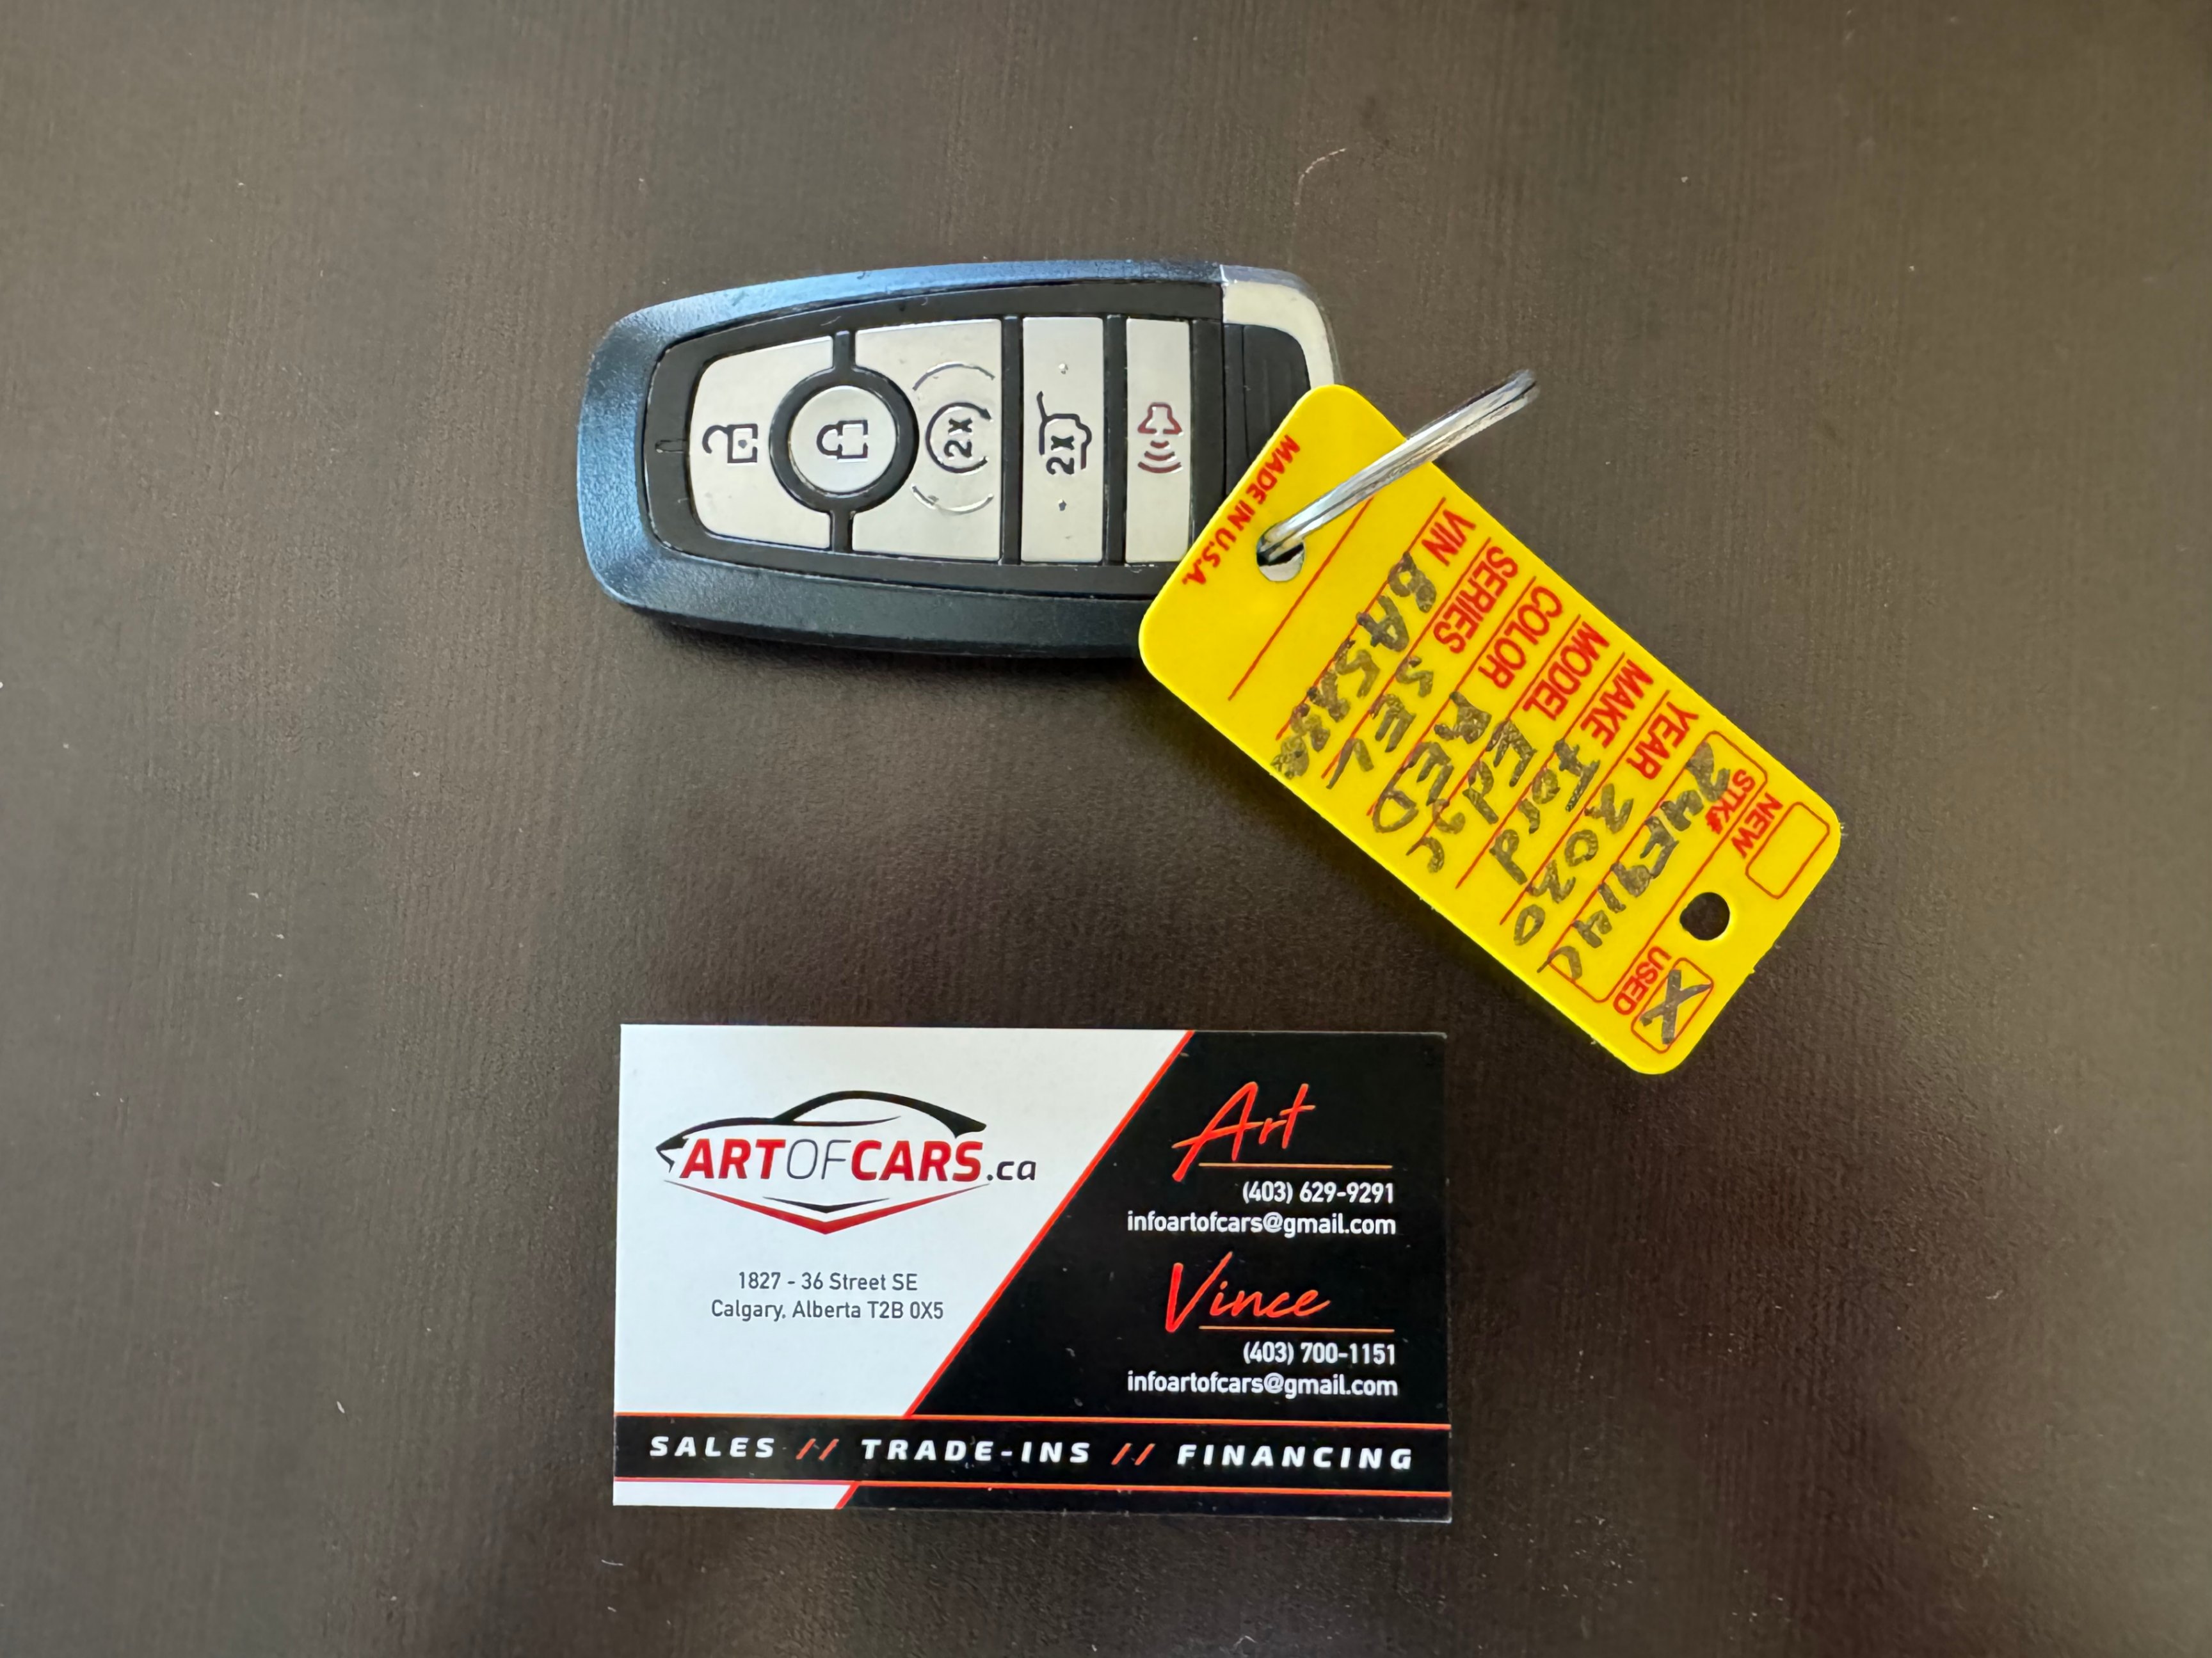 2x
2x
MADE IN U.S.A.
NEW
USED X
STK#
YEAR 2020
MAKE Ford
MODEL Edge
COLOR RED
SERIES SEL
VIN
ARTOFCARS.ca
1827 - 36 Street SE
Calgary, Alberta T2B 0X5
Art
(403) 629-9291
infoartofcars@gmail.com
Vince
(403) 700-1151
infoartofcars@gmail.com
SALES // TRADE-INS // FINANCING